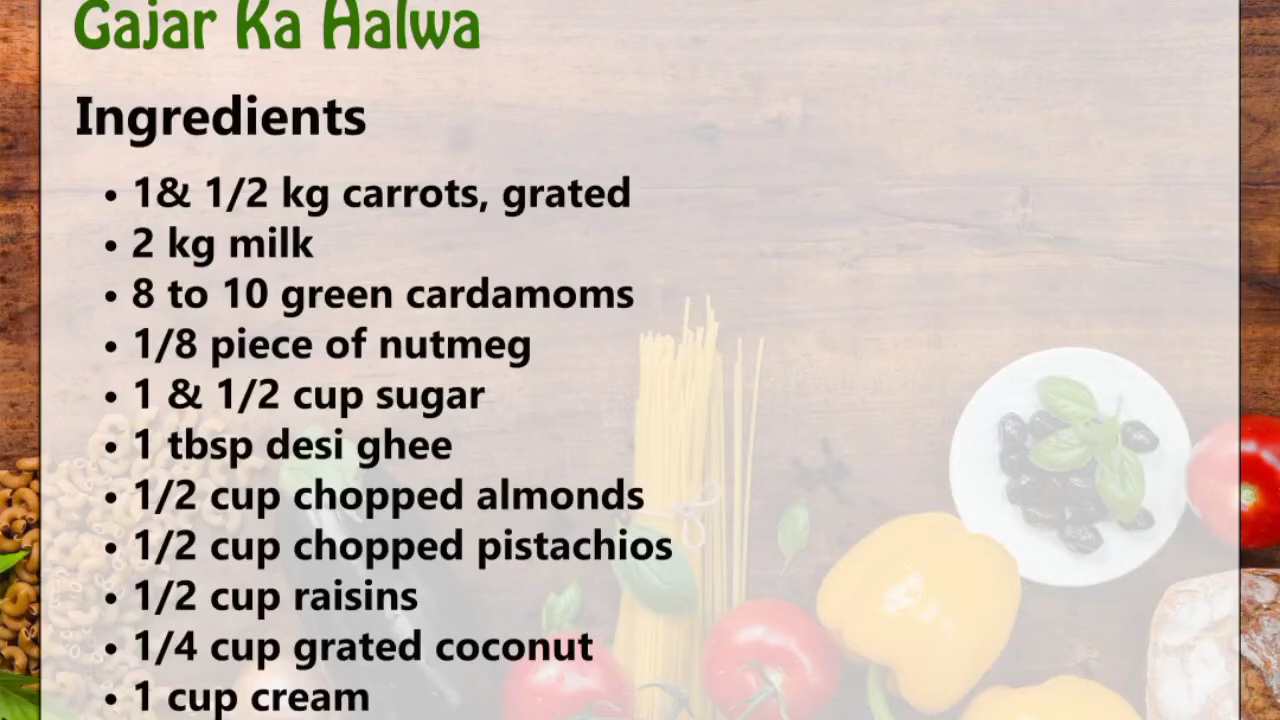 Gajar Ka Halwa
Ingredients
• 1& 1/2 kg carrots, grated
• 2 kg milk
• 8 to 10 green cardamoms
• 1/8 piece of nutmeg
• 1 & 1/2 cup sugar
• 1 tbsp desi ghee
• 1/2 cup chopped almonds
• 1/2 cup chopped pistachios
• 1/2 cup raisins
• 1/4 cup grated coconut
• 1 cup cream